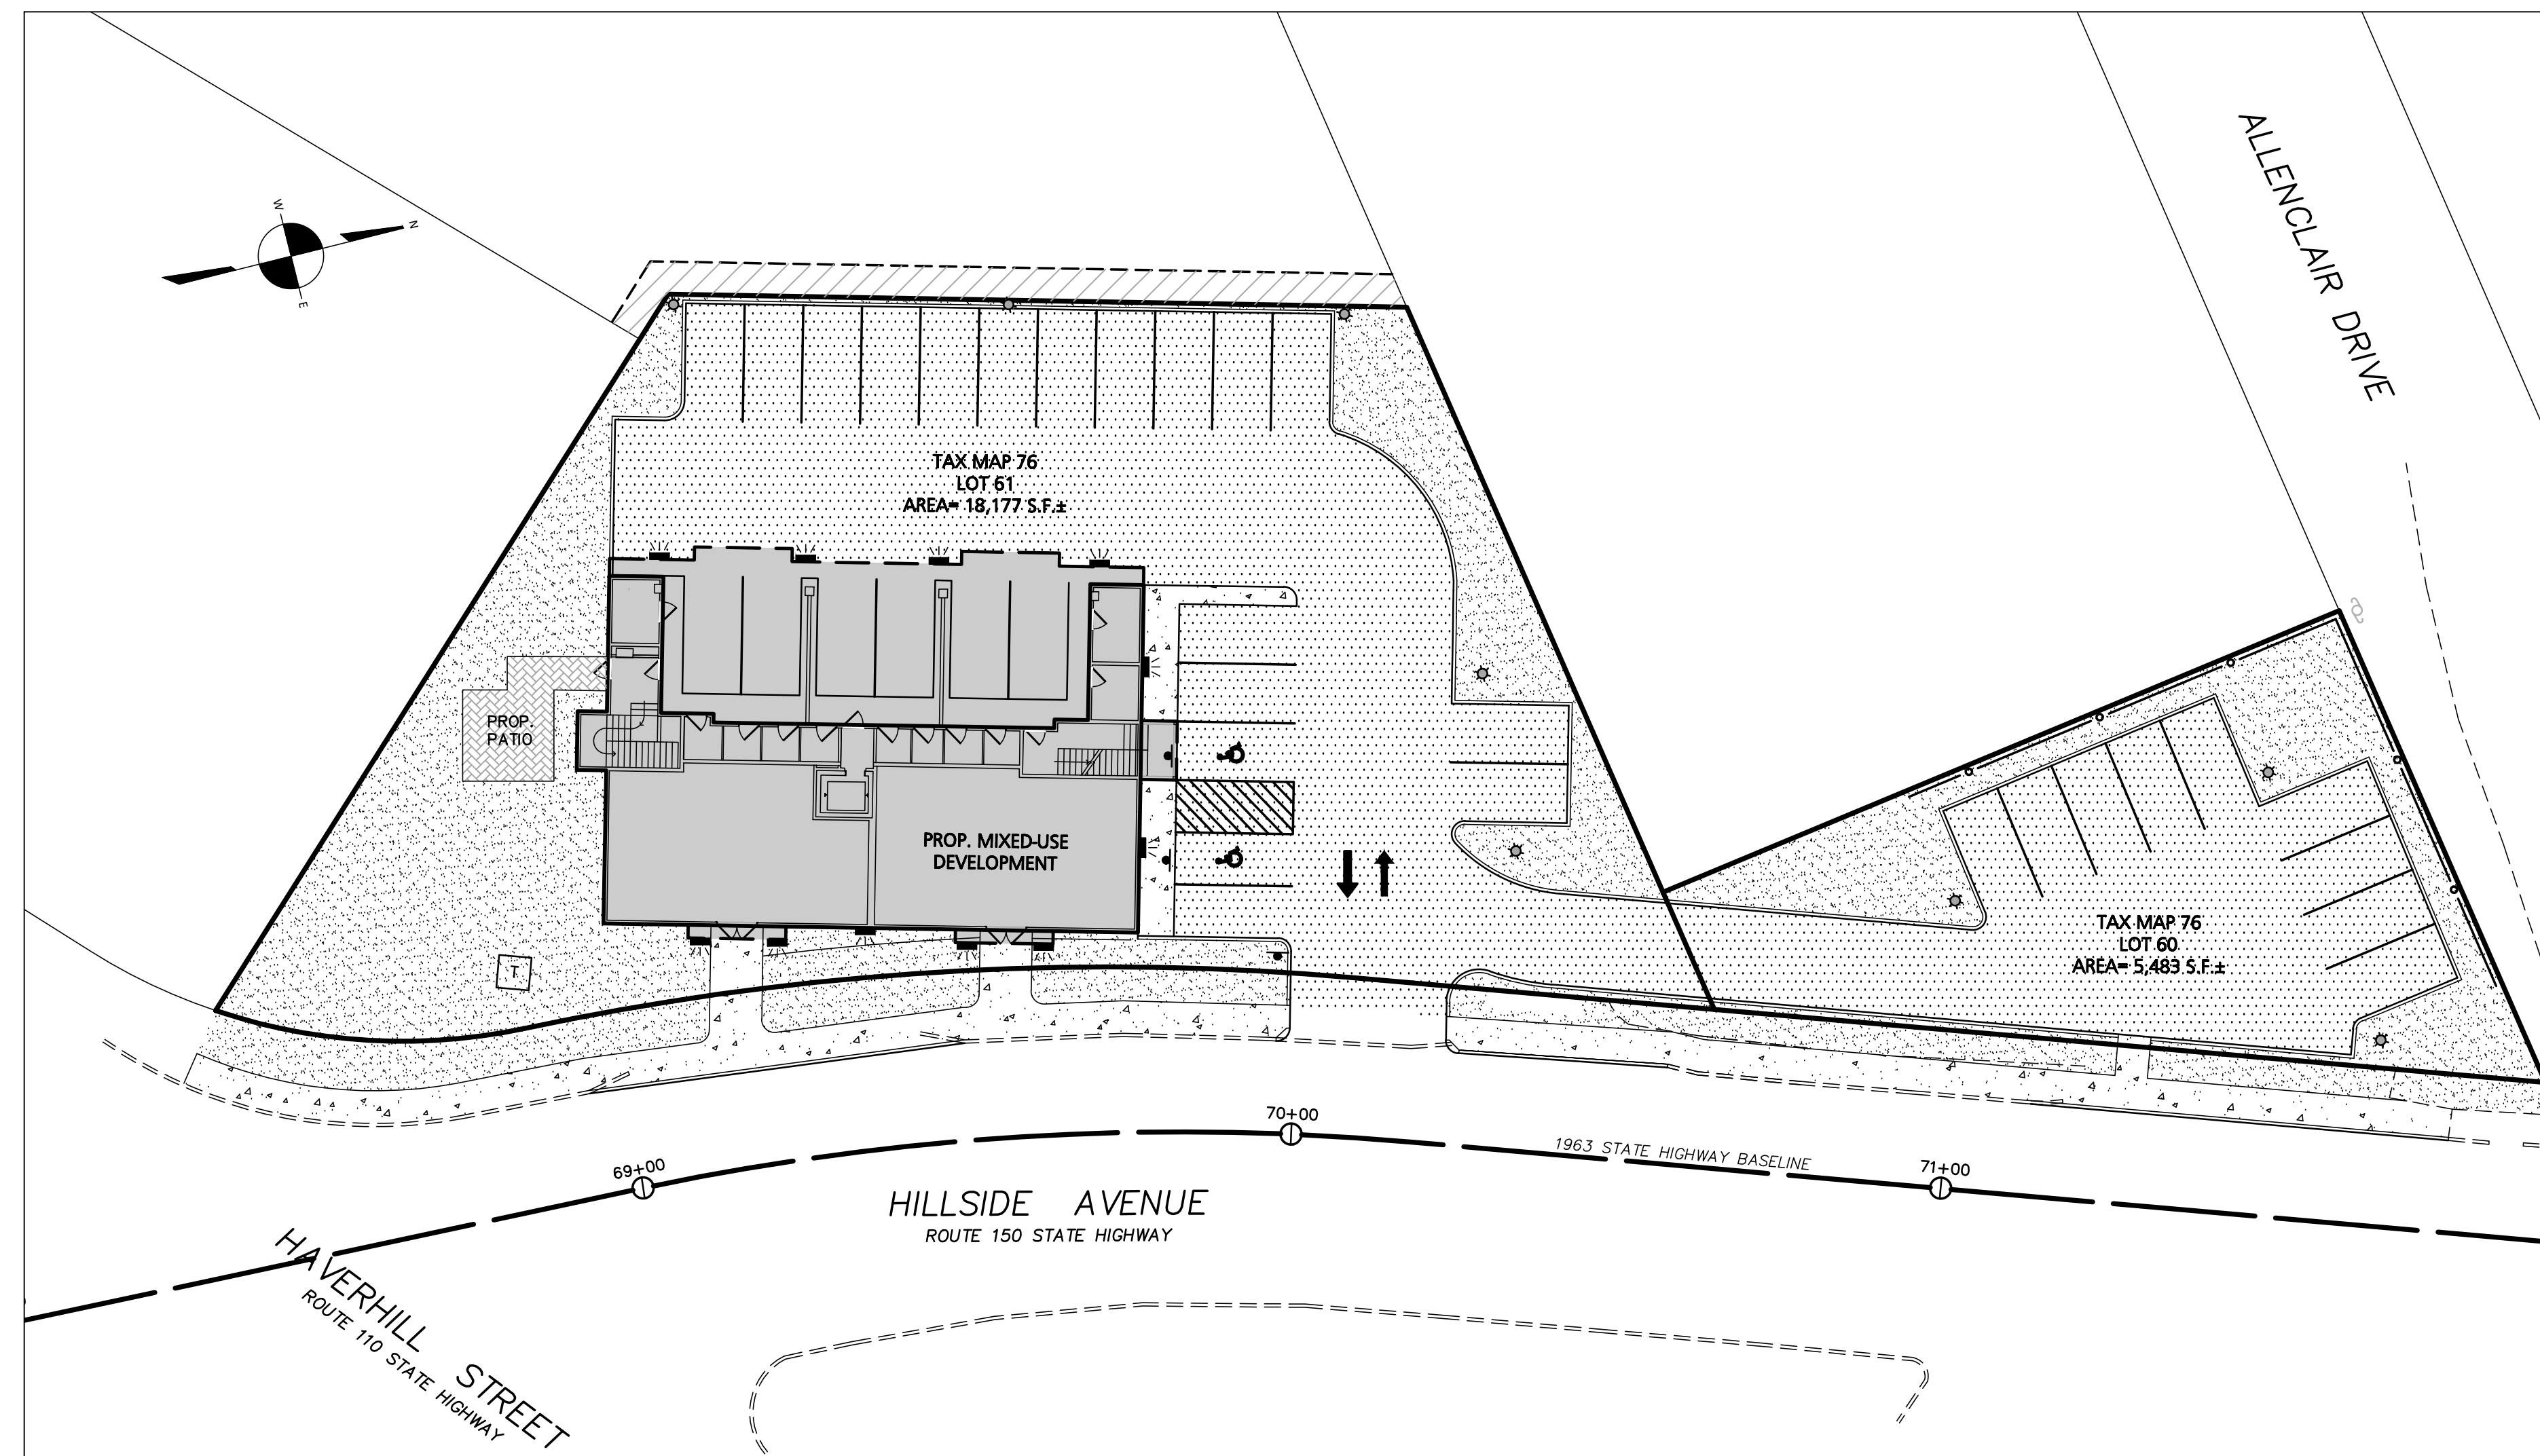 ALLENCLAIR DRIVE
W
N
E
TAX MAP 76
LOT 61
AREA= 18,177 S.F.±
PROP.
PATIO
PROP. MIXED-USE
DEVELOPMENT
T
TAX MAP 76
LOT 60
AREA= 5,483 S.F.±
69+00
70+00
71+00
1963 STATE HIGHWAY BASELINE
HILLSIDE AVENUE
ROUTE 150 STATE HIGHWAY
HAVERHILL STREET
ROUTE 110 STATE HIGHWAY